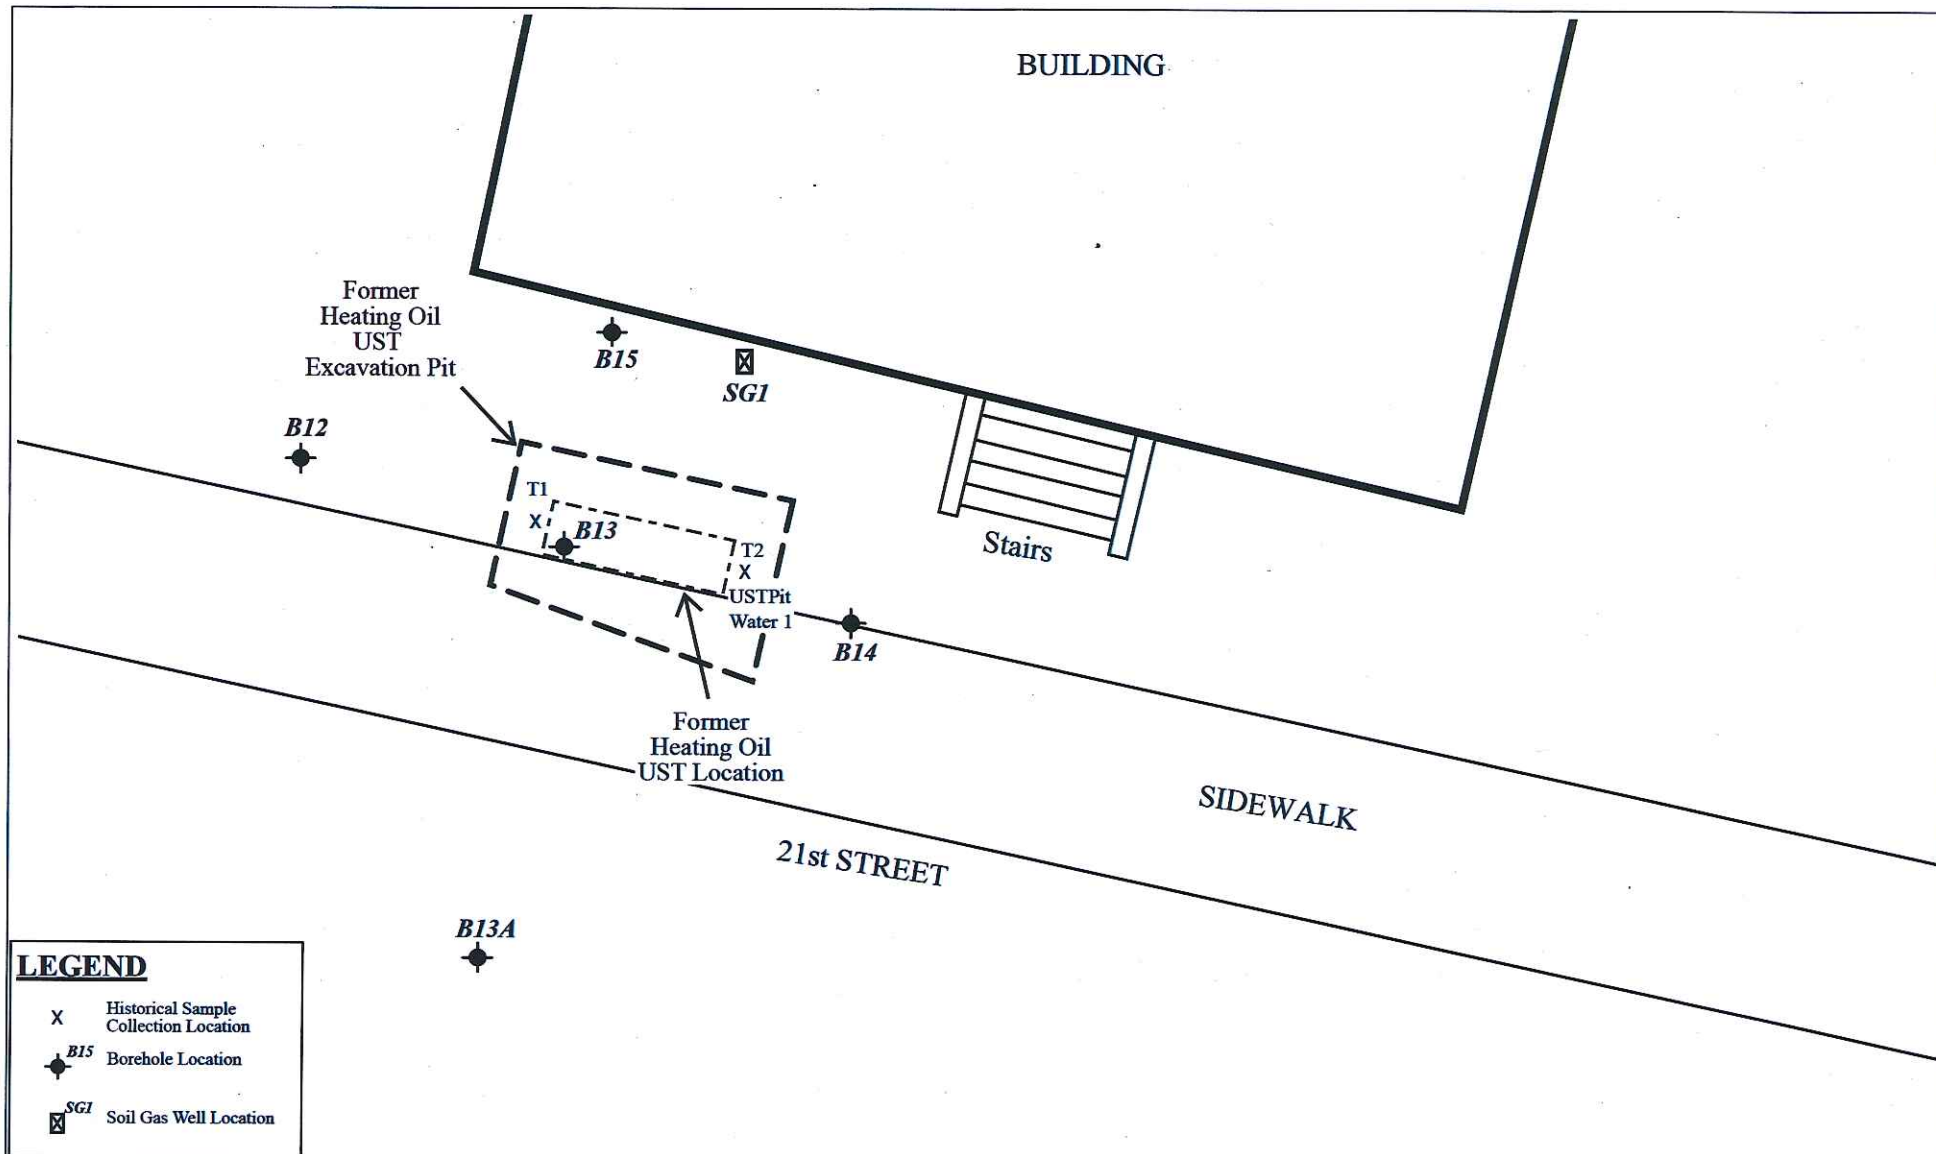 BUILDING
Former
Heating Oil
UST
Excavation Pit
B15
SG1
B12
T1
X
B13
T2
X
USTPit
Water 1
Stairs
B14
Former
Heating Oil
UST Location
SIDEWALK
21st STREET
B13A
LEGEND
X Historical Sample
Collection Location
B15 Borehole Location
SG1 Soil Gas Well Location